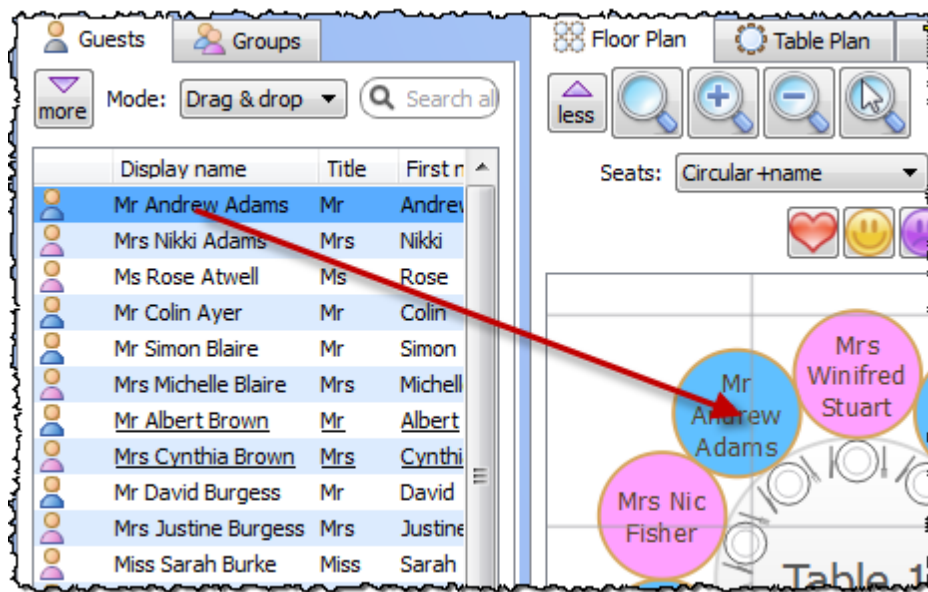 Guests Groups
more Mode: Drag & drop Search all
Display name Title First n
Mr Andrew Adams Mr Andrew
Mrs Nikki Adams Mrs Nikki
Ms Rose Atwell Ms Rose
Mr Colin Ayer Mr Colin
Mr Simon Blaire Mr Simon
Mrs Michelle Blaire Mrs Michell
Mr Albert Brown Mr Albert
Mrs Cynthia Brown Mrs Cynthi
Mr David Burgess Mr David
Mrs Justine Burgess Mrs Justine
Miss Sarah Burke Miss Sarah
Floor Plan Table Plan
less
Seats: Circular+name
Mr
Andrew
Adams
Mrs
Winifred
Stuart
Mrs Nic
Fisher
Table 1